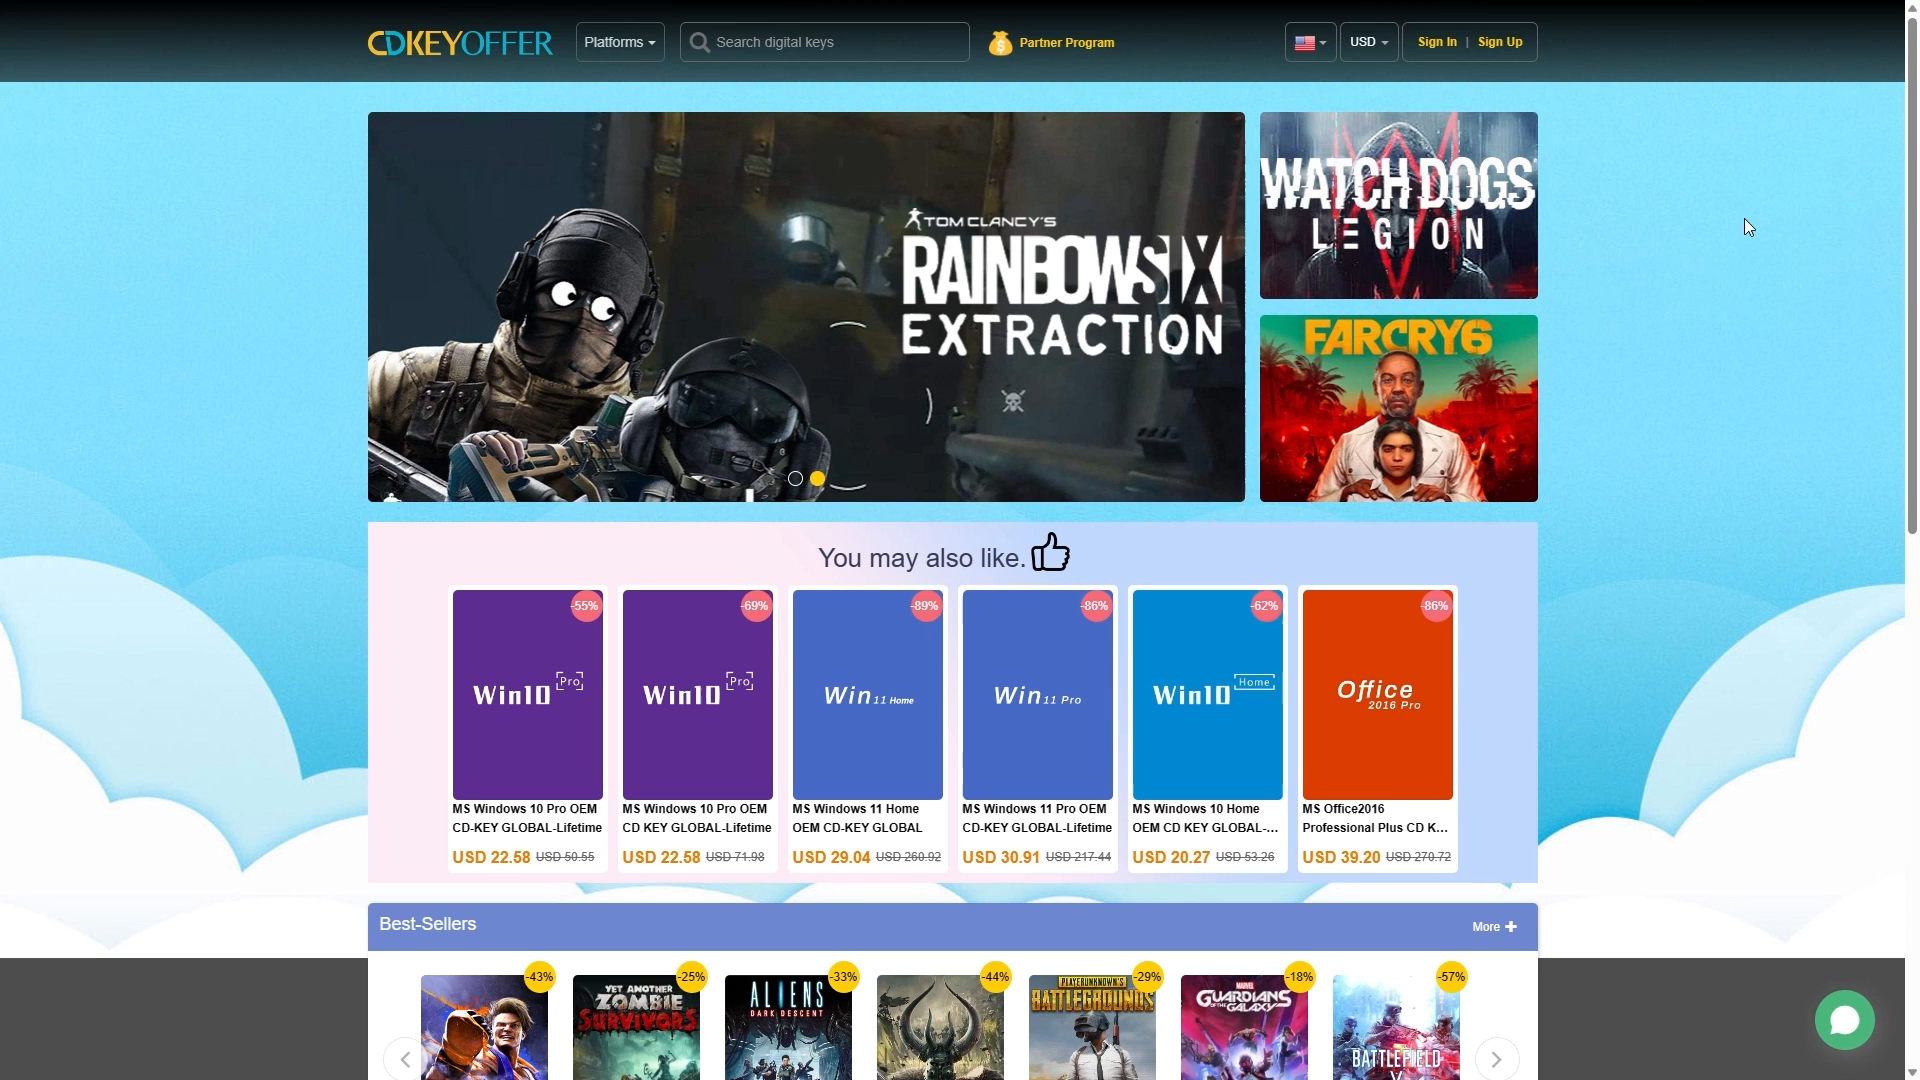 CDKEYOFFER
Platforms
Search digital keys
Partner Program
USD
Sign In | Sign Up
TOM CLANCY'S
RAINBOW SIX
EXTRACTION
WATCH DOGS
LEGION
FARCRY6
You may also like.
-55%
-69%
-89%
-86%
-62%
-86%
Win10 Pro
Win10 Pro
Win 11 Home
Win 11 Pro
Win10 Home
Office
2016 Pro
MS Windows 10 Pro OEM
CD-KEY GLOBAL-Lifetime
USD 22.58 USD 50.55
MS Windows 10 Pro OEM
CD KEY GLOBAL-Lifetime
USD 22.58 USD 71.98
MS Windows 11 Home
OEM CD-KEY GLOBAL
USD 29.04 USD 260.92
MS Windows 11 Pro OEM
CD-KEY GLOBAL-Lifetime
USD 30.91 USD 217.44
MS Windows 10 Home
OEM CD KEY GLOBAL-...
USD 20.27 USD 53.26
MS Office2016
Professional Plus CD K...
USD 39.20 USD 270.72
Best-Sellers
More
-43%
-25%
-33%
-44%
-29%
-18%
-57%
YET ANOTHER
ZOMBIE
SURVIVORS
ALIENS
DARK DESCENT
PLAYERUNKNOWN'S
BATTLEGROUNDS
MARVEL
GUARDIANS
OF THE GALAXY
BATTLEFIELD
V